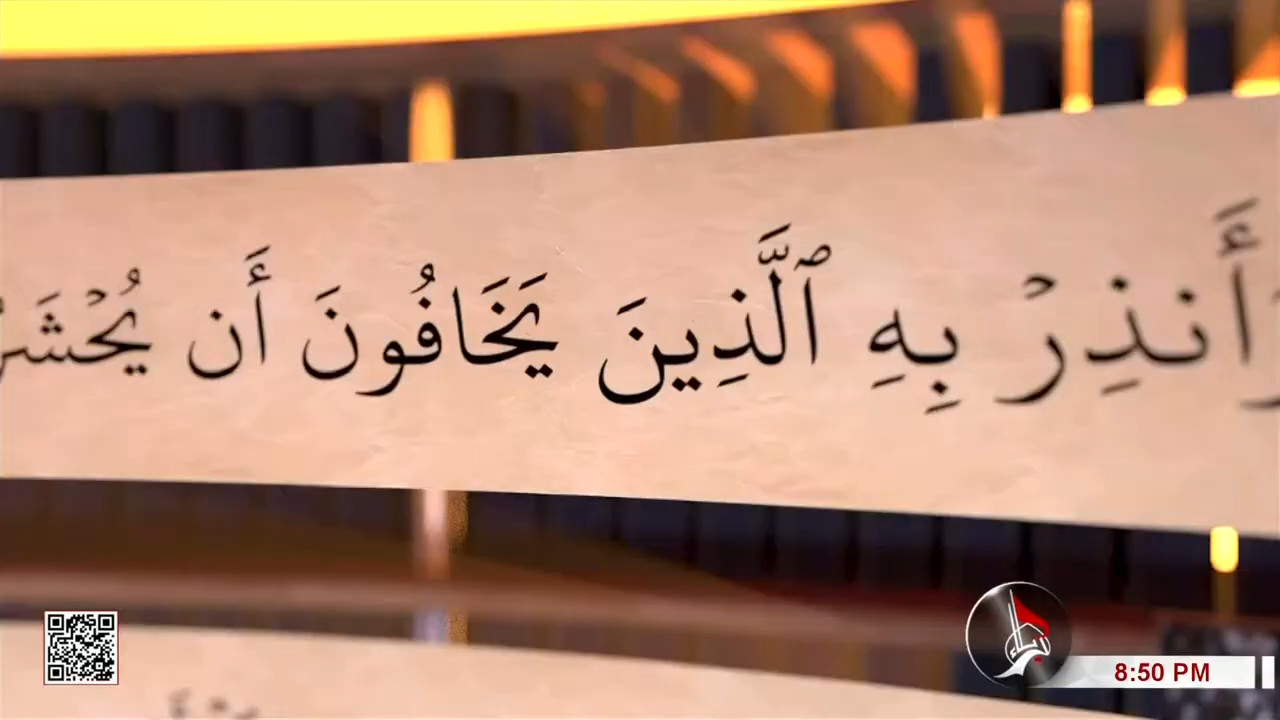 وَأَنذِرْ بِهِ ٱلَّذِينَ يَخَافُونَ أَن يُحْشَرُ
8:50 PM